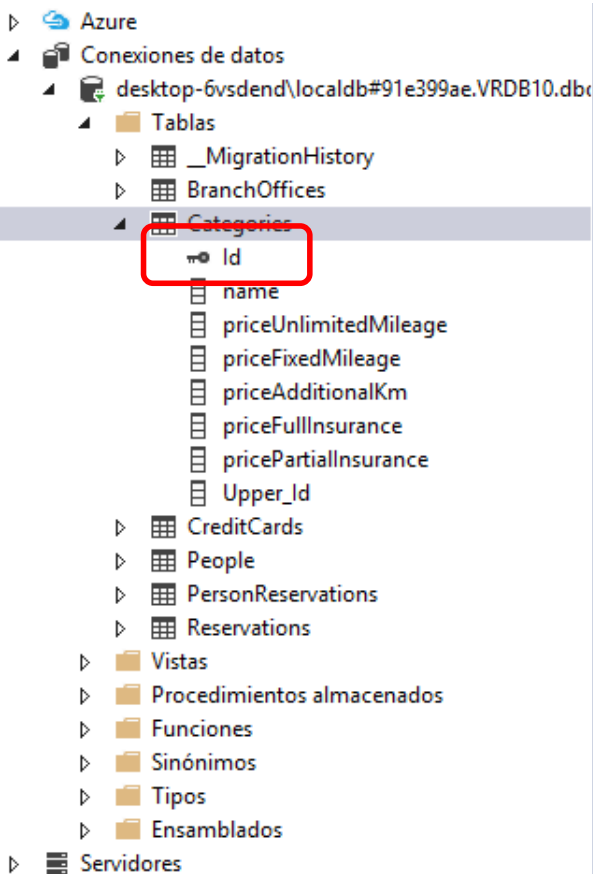 Azure
Conexiones de datos
desktop-6vsdend\localdb#91e399ae.VRDB10.dbo
Tablas
__MigrationHistory
BranchOffices
Categories
Id
name
priceUnlimitedMileage
priceFixedMileage
priceAdditionalKm
priceFullInsurance
pricePartialInsurance
Upper_Id
CreditCards
People
PersonReservations
Reservations
Vistas
Procedimientos almacenados
Funciones
Sinónimos
Tipos
Ensamblados
Servidores